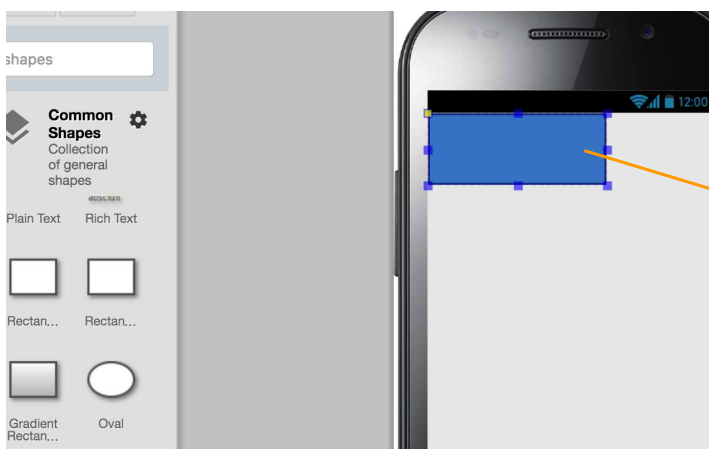 shapes
Common
Shapes
Collection
of general
shapes
Plain Text
Rich Text
Rectan...
Rectan...
Gradient
Rectan...
Oval
12:00